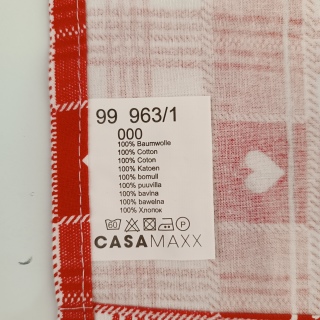 99 963/1
000
100% Baumwolle
100% Cotton
100% Coton
100% Katoen
100% bomull
100% puuvilla
100% bavlna
100% bawełna
100% Хлопок
60 P
CASAMAXX